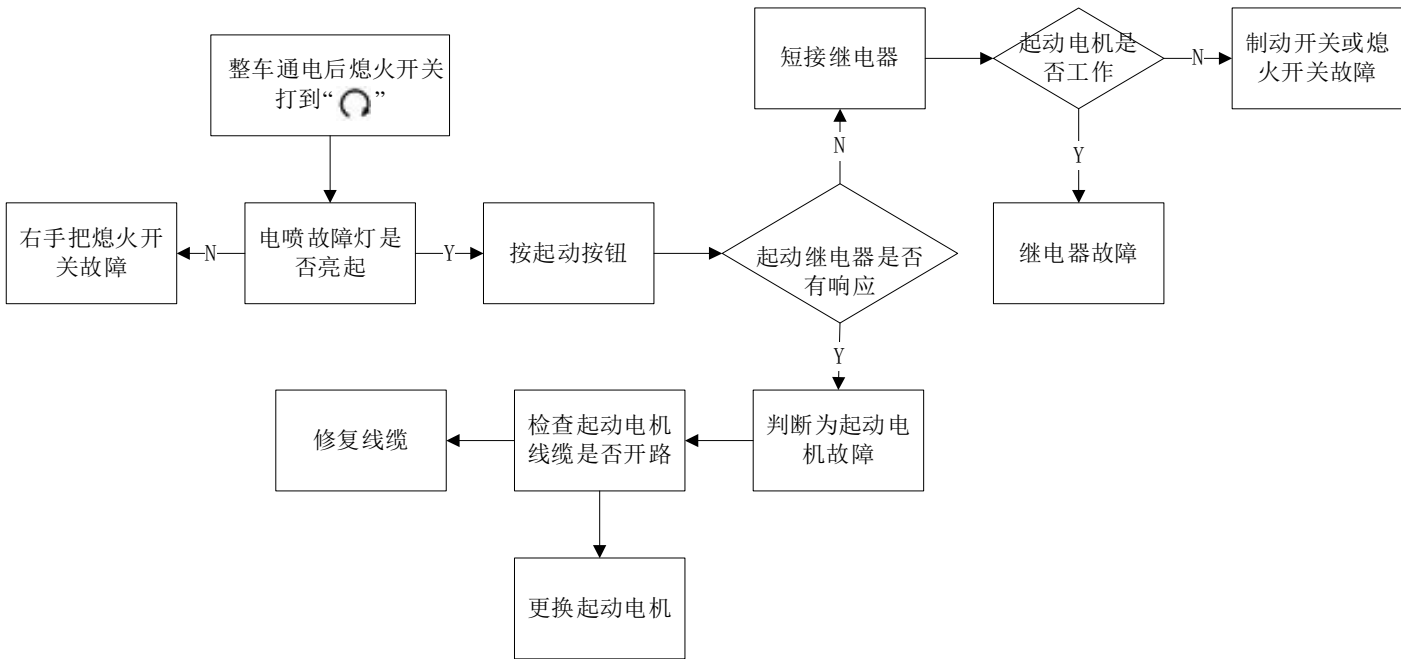 整车通电后熄火开关
打到“ ”
电喷故障灯是
否亮起
N
右手把熄火开
关故障
Y
按起动按钮
起动继电器是否
有响应
N
短接继电器
起动电机是
否工作
N
制动开关或熄
火开关故障
Y
继电器故障
Y
判断为起动电
机故障
检查起动电机
线缆是否开路
修复线缆
更换起动电机